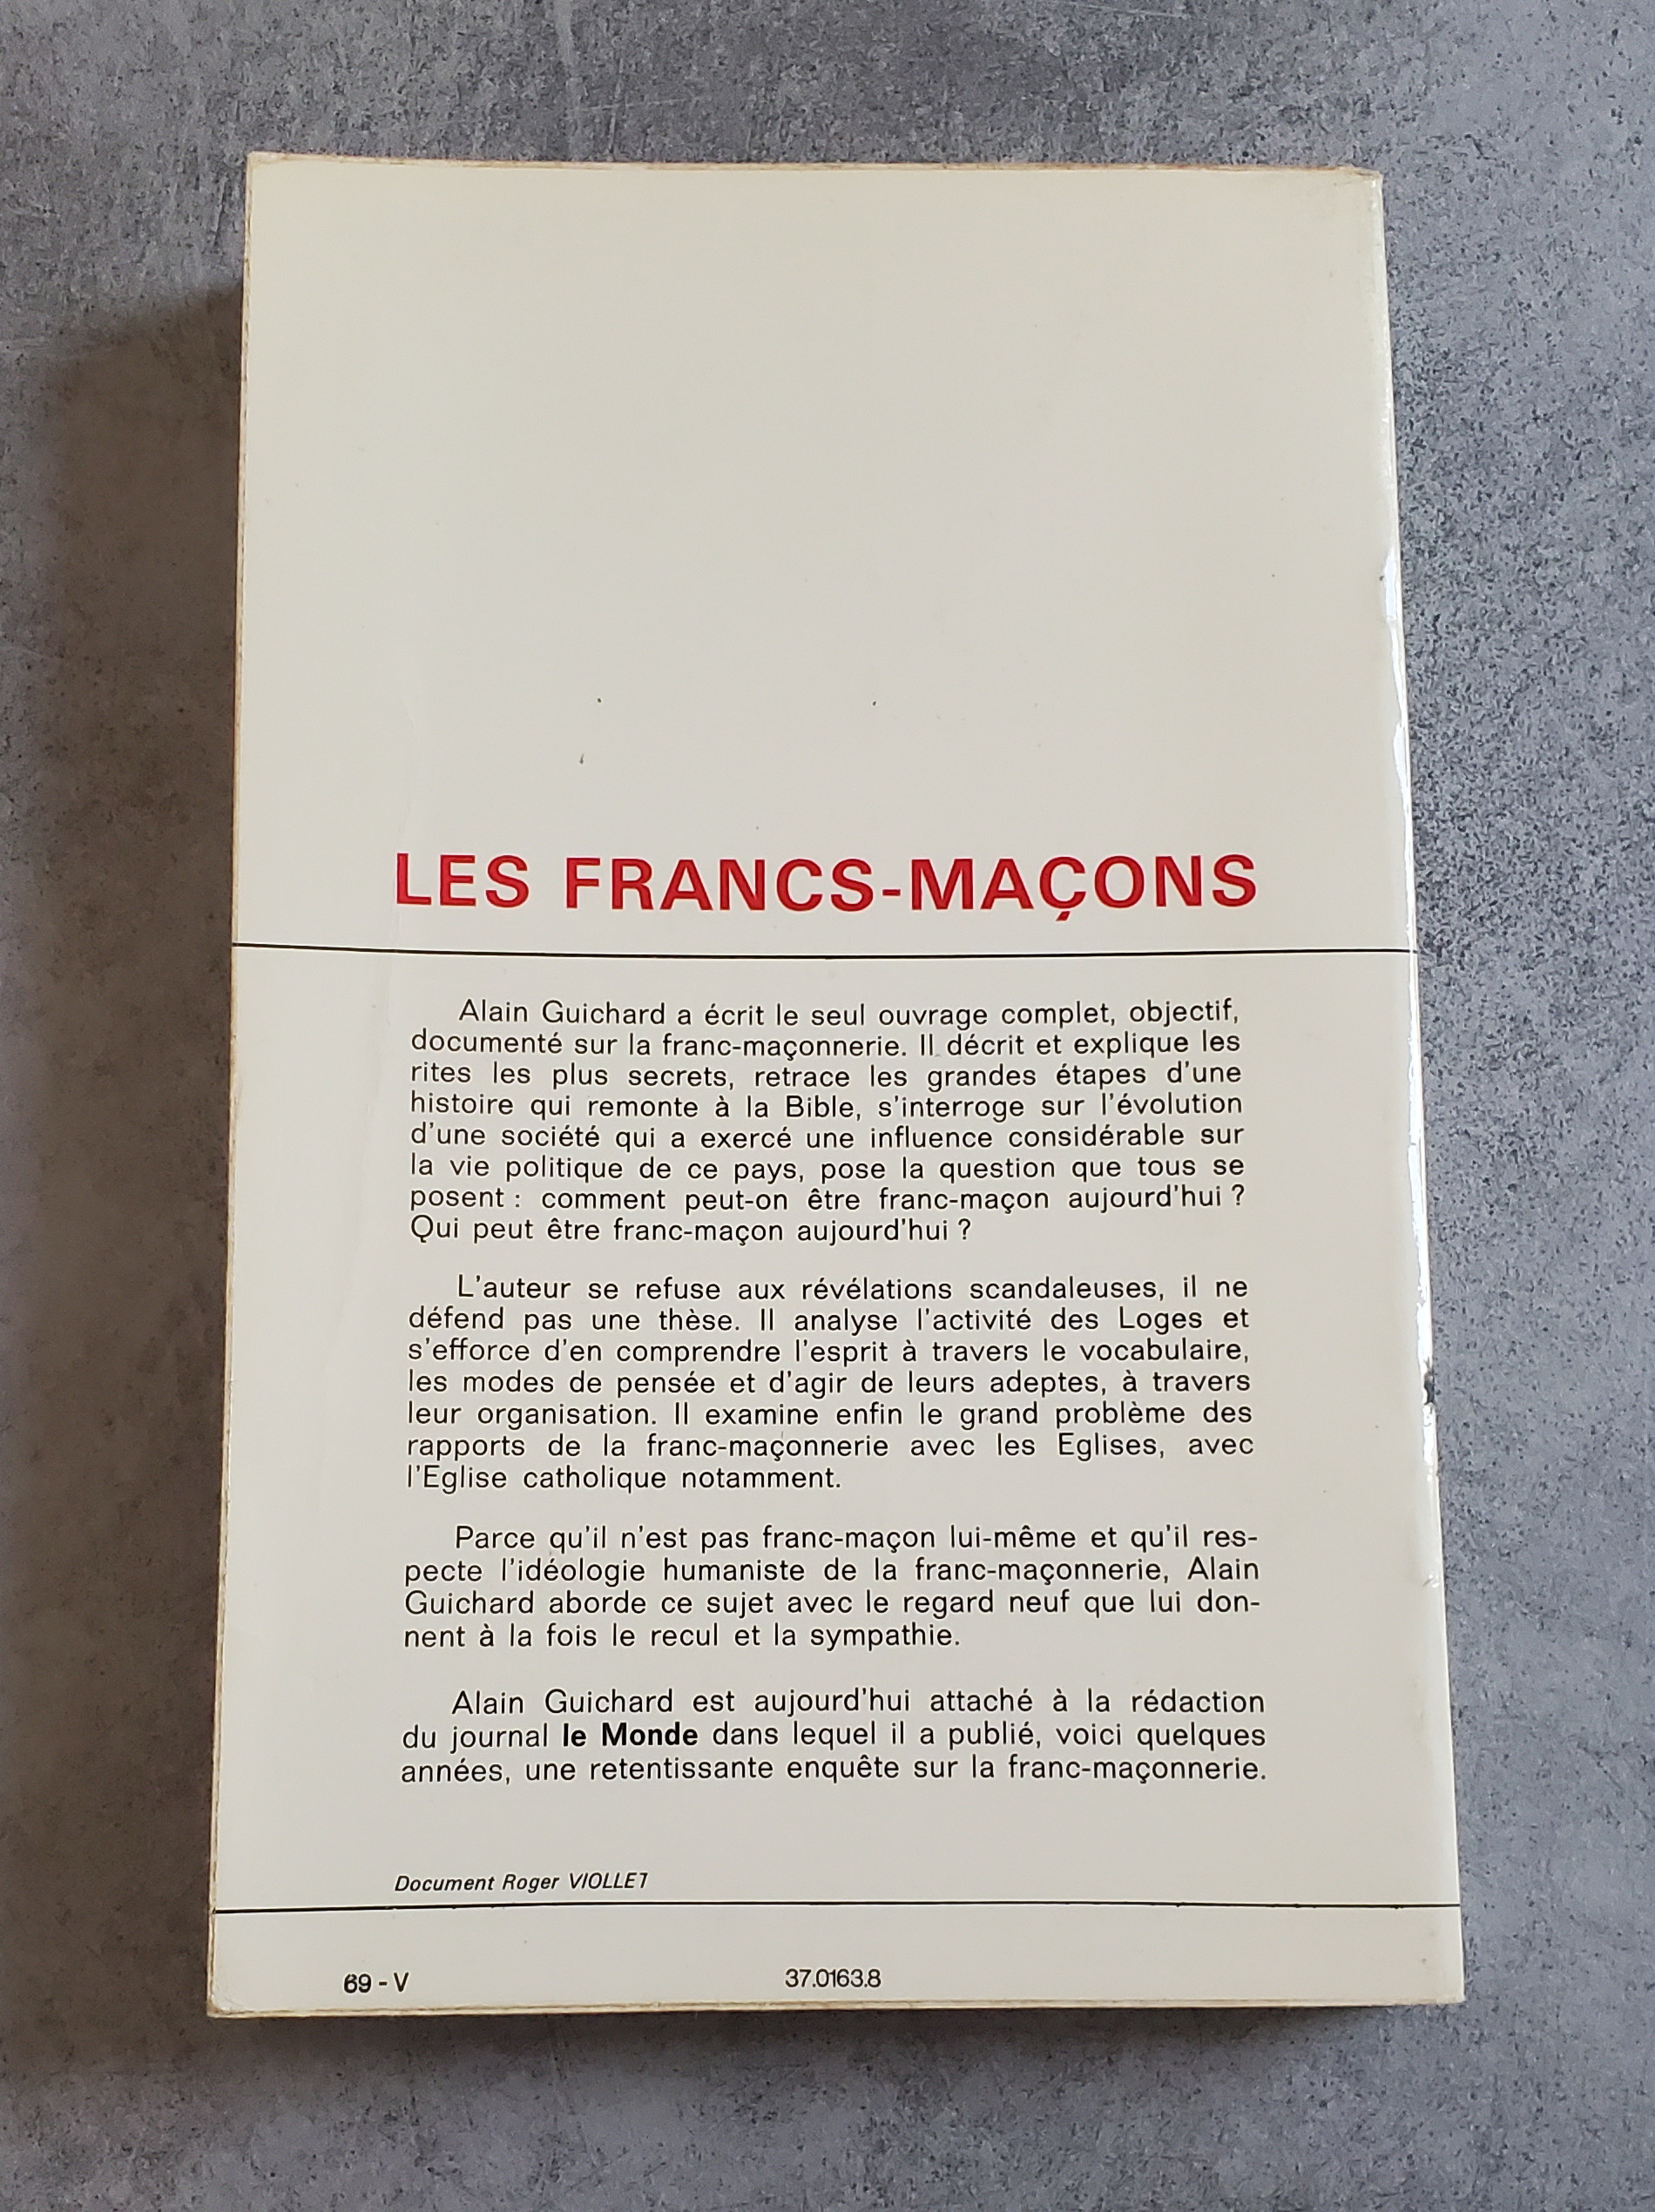 LES FRANCS-MAÇONS
Alain Guichard a écrit le seul ouvrage complet, objectif,
documenté sur la franc-maçonnerie. Il décrit et explique les
rites les plus secrets, retrace les grandes étapes d'une
histoire qui remonte à la Bible, s'interroge sur l'évolution
d'une société qui a exercé une influence considérable sur
la vie politique de ce pays, pose la question que tous se
posent : comment peut-on être franc-maçon aujourd'hui ?
Qui peut être franc-maçon aujourd'hui ?
L'auteur se refuse aux révélations scandaleuses, il ne
défend pas une thèse. Il analyse l'activité des Loges et
s'efforce d'en comprendre l'esprit à travers le vocabulaire,
les modes de pensée et d'agir de leurs adeptes, à travers
leur organisation. Il examine enfin le grand problème des
rapports de la franc-maçonnerie avec les Eglises, avec
l'Eglise catholique notamment.
Parce qu'il n'est pas franc-maçon lui-même et qu'il res-
pecte l'idéologie humaniste de la franc-maçonnerie, Alain
Guichard aborde ce sujet avec le regard neuf que lui don-
nent à la fois le recul et la sympathie.
Alain Guichard est aujourd'hui attaché à la rédaction
du journal le Monde dans lequel il a publié, voici quelques
années, une retentissante enquête sur la franc-maçonnerie.
Document Roger VIOLLET
69 - V
37.0163.8